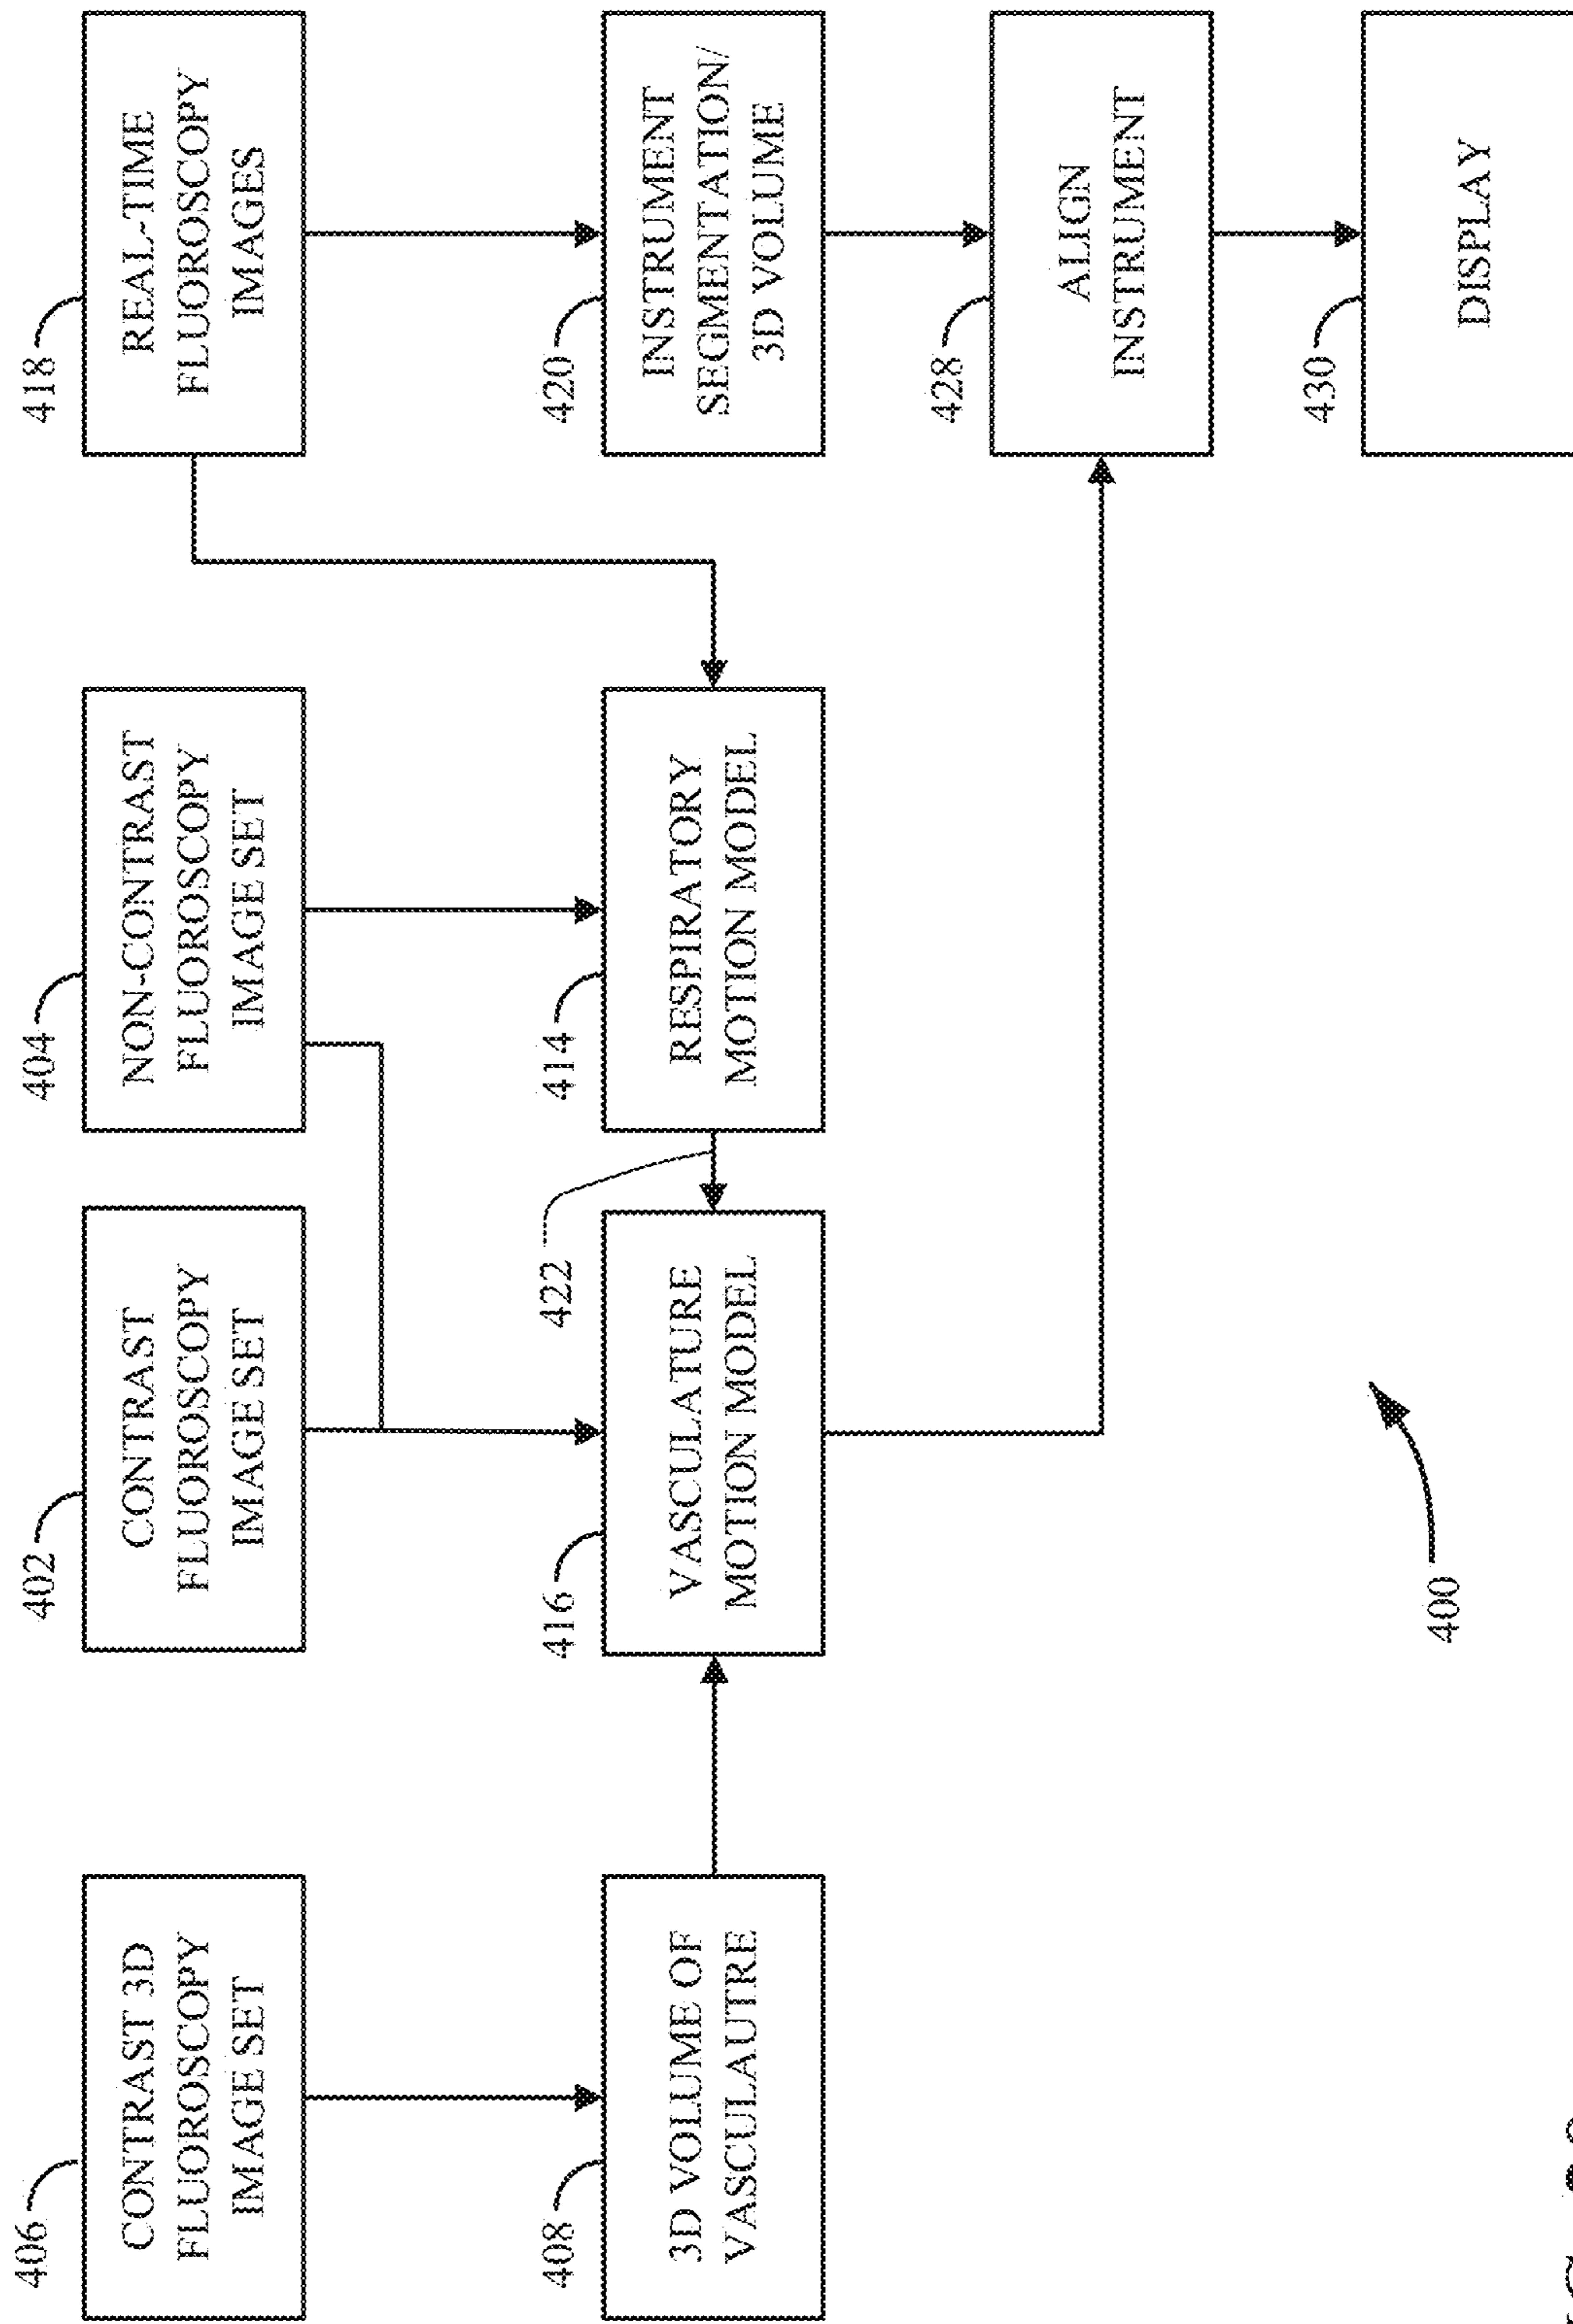 406
CONTRAST 3D
FLUOROSCOPY
IMAGE SET
402
CONTRAST
FLUOROSCOPY
IMAGE SET
404
NON-CONTRAST
FLUOROSCOPY
IMAGE SET
418
REAL-TIME
FLUOROSCOPY
IMAGES
408
3D VOLUME OF
VASCULAUTRE
416
VASCULATURE
MOTION MODEL
422
414
RESPIRATORY
MOTION MODEL
420
INSTRUMENT
SEGMENTATION/
3D VOLUME
428
ALIGN
INSTRUMENT
400
430
DISPLAY